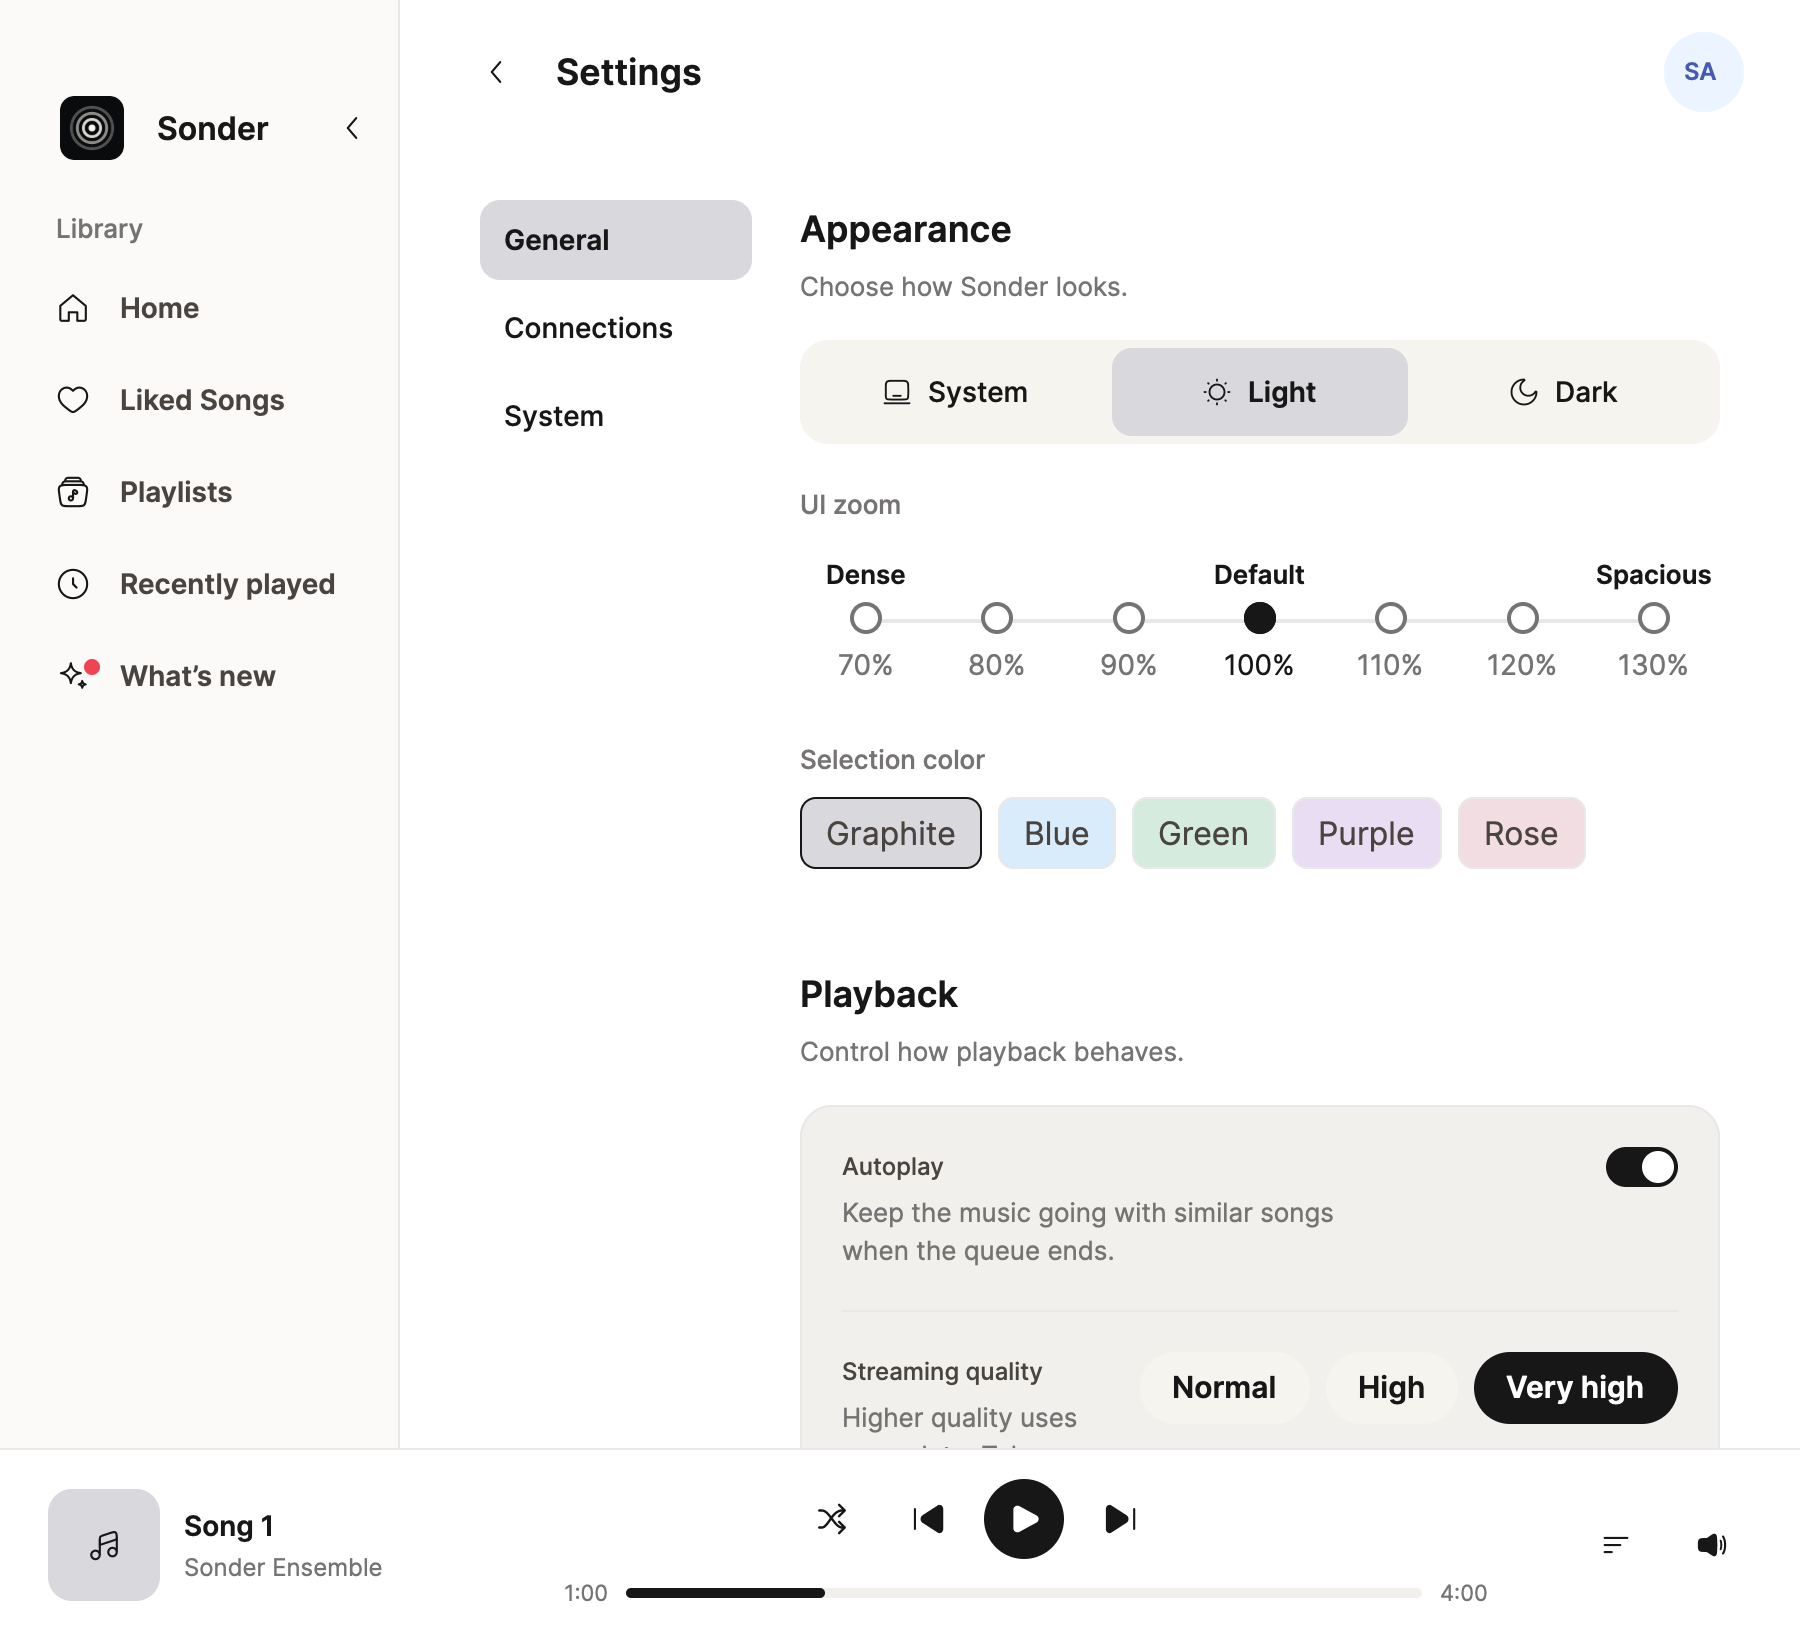 Sonder
Library
Home
Liked Songs
Playlists
Recently played
What’s new
Settings
SA
General
Connections
System
Appearance
Choose how Sonder looks.
System Light Dark
UI zoom
Dense Default Spacious
70% 80% 90% 100% 110% 120% 130%
Selection color
Graphite Blue Green Purple Rose
Playback
Control how playback behaves.
Autoplay
Keep the music going with similar songs
when the queue ends.
Streaming quality
Higher quality uses
Normal High Very high
Song 1
Sonder Ensemble
1:00
4:00